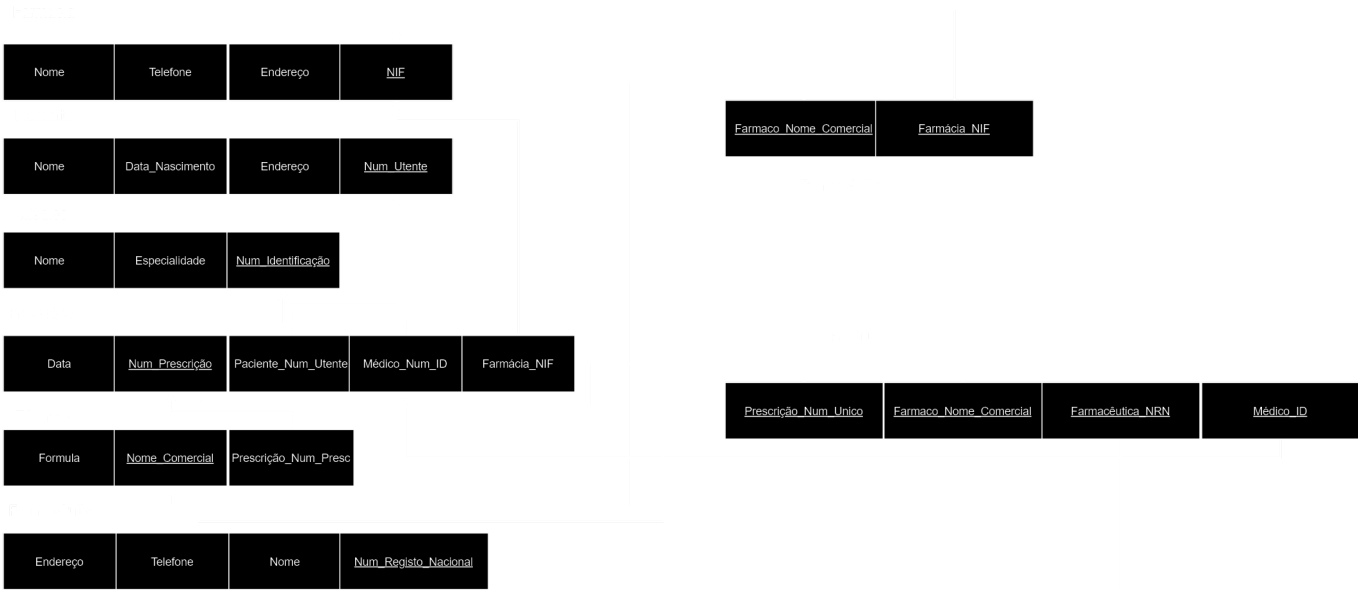 Nome Telefone Endereço NIF
Farmaco_Nome_Comercial Farmácia_NIF
Nome Data_Nascimento Endereço Num_Utente
Nome Especialidade Num_Identificação
Data Num_Prescrição Paciente_Num_Utente Médico_Num_ID Farmácia_NIF
Prescrição_Num_Unico Farmaco_Nome_Comercial Farmacêutica_NRN Médico_ID
Formula Nome_Comercial Prescrição_Num_Presc
Endereço Telefone Nome Num_Registo_Nacional